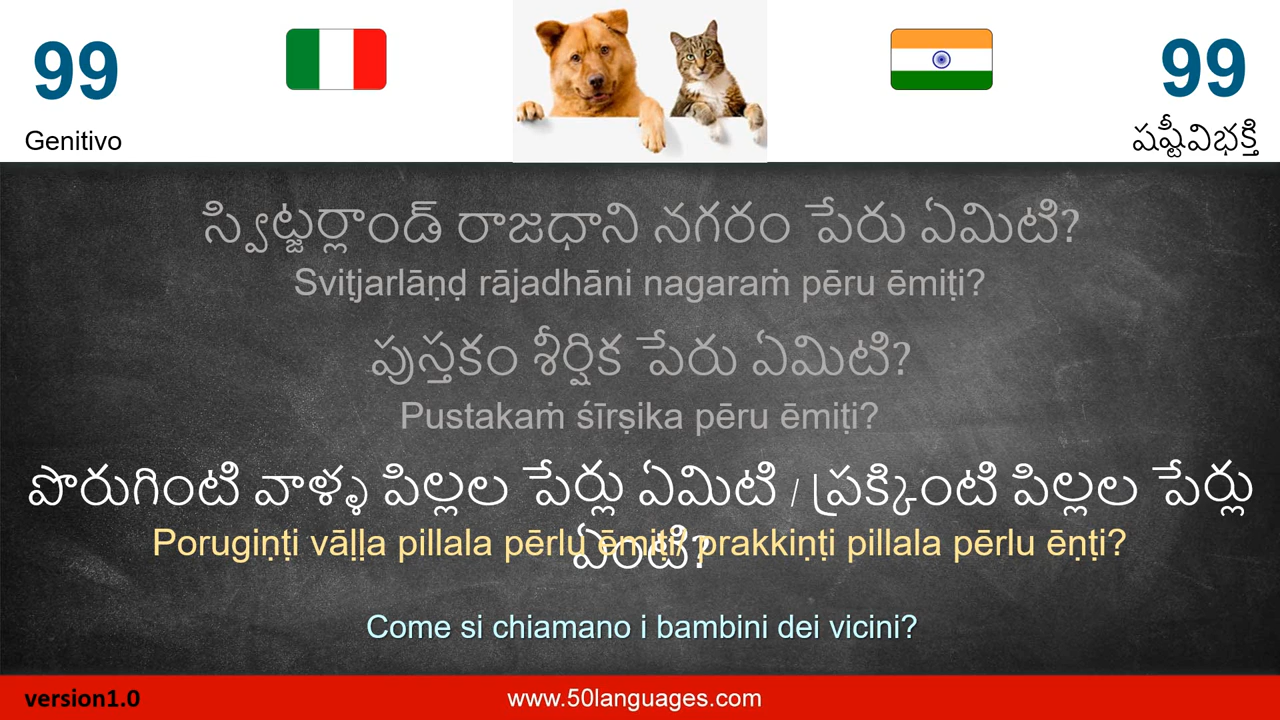 99
99
Genitivo
షష్టీవిభక్తి
స్విట్జర్లాండ్ రాజధాని నగరం పేరు ఏమిటి?
Sviṭjarlāṇḍ rājadhāni nagaraṁ pēru ēmiṭi?
పుస్తకం శీర్షిక పేరు ఏమిటి?
Pustakaṁ śīrṣika pēru ēmiṭi?
పొరుగింటి వాళ్ళ పిల్లల పేర్లు ఏమిటి / ప్రక్కింటి పిల్లల పేర్లు
ఏంటి?
Porugiṇṭi vāḷḷa pillala pērlu ēmiṭi/ prakkiṇṭi pillala pērlu ēṇṭi?
Come si chiamano i bambini dei vicini?
version1.0
www.50languages.com